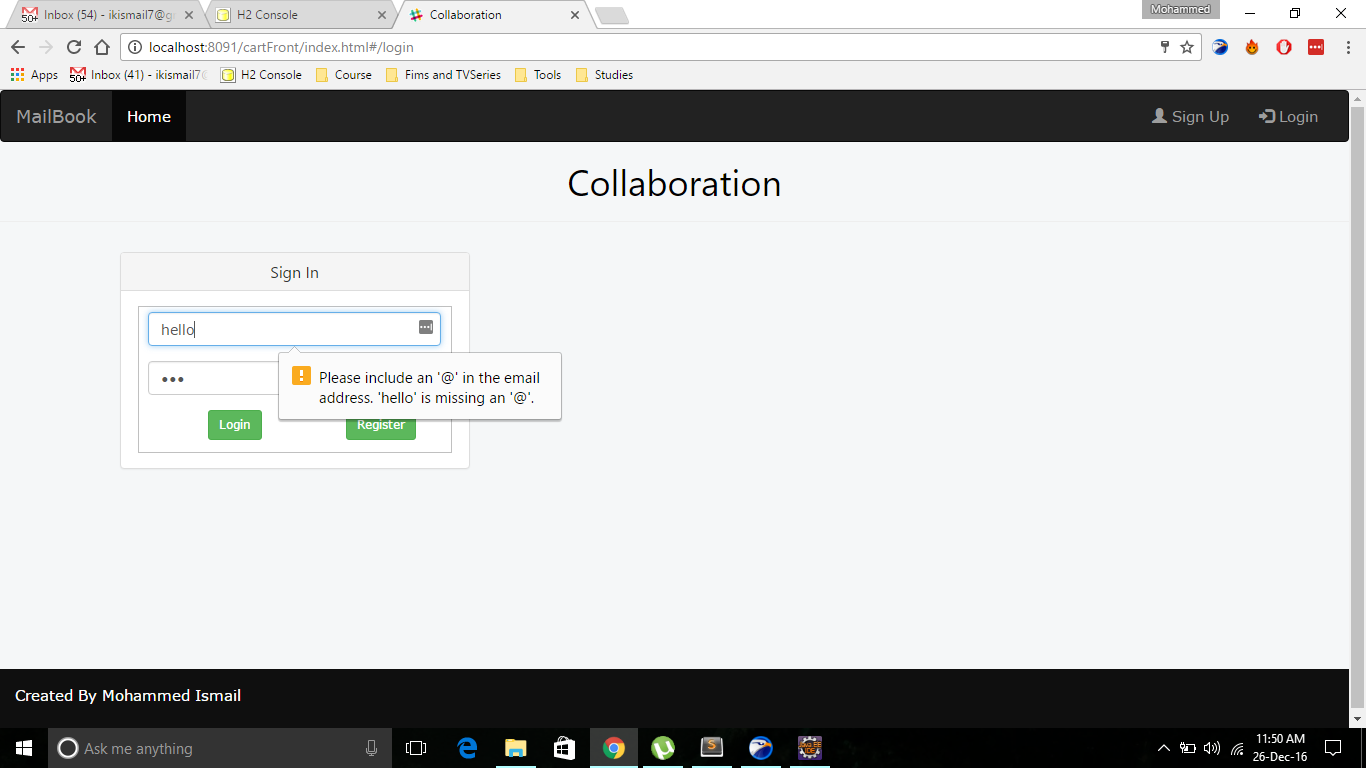 50+ Inbox (54) - ikismail7@g
H2 Console
Collaboration
Mohammed
localhost:8091/cartFront/index.html#/login
Apps
50+ Inbox (41) - ikismail7
H2 Console
Course
Fims and TVSeries
Tools
Studies
MailBook
Home
Sign Up
Login
Collaboration
Sign In
hello
Please include an '@' in the email
address. 'hello' is missing an '@'.
Login
Register
Created By Mohammed Ismail
Ask me anything
11:50 AM
26-Dec-16